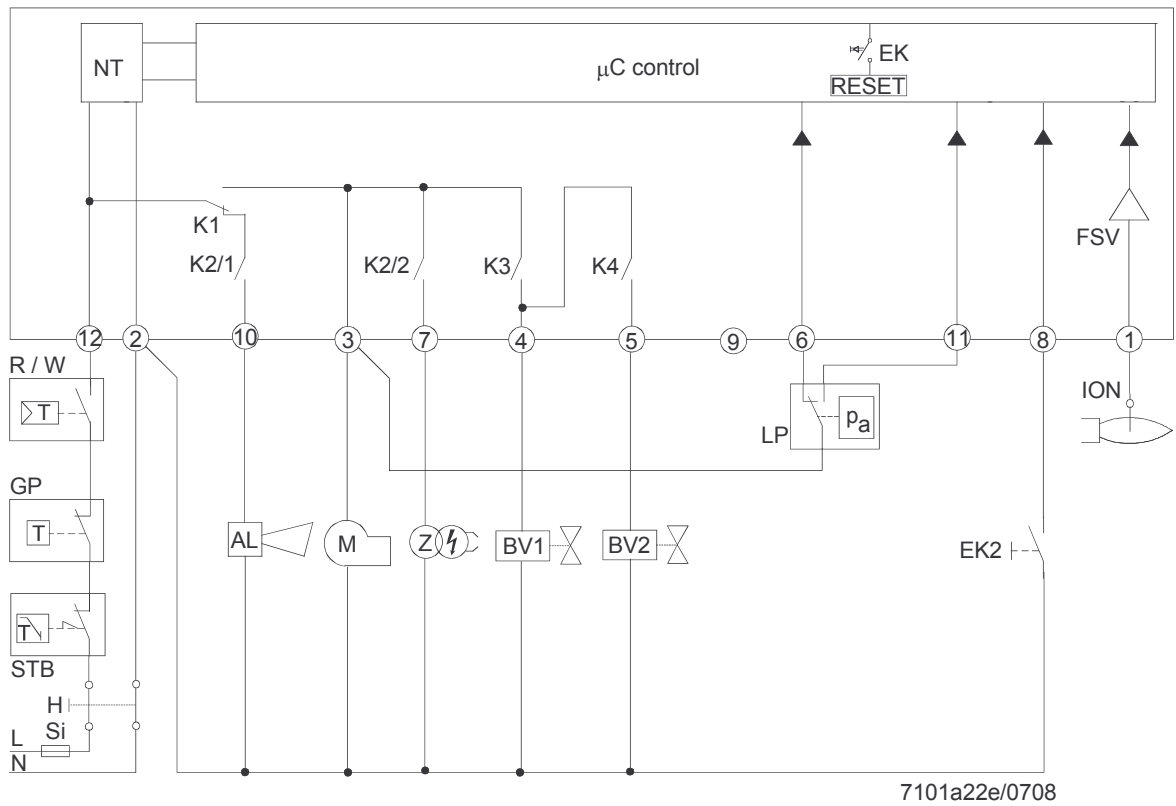 NT
µC control
EK
RESET
FSV
K1
K2/1
K2/2
K3
K4
12
2
10
3
7
4
5
9
6
11
8
1
R / W
T
ION
LP
pa
GP
T
AL
M
Z
BV1
BV2
EK2
T
STB
H
Si
L
N
7101a22e/0708